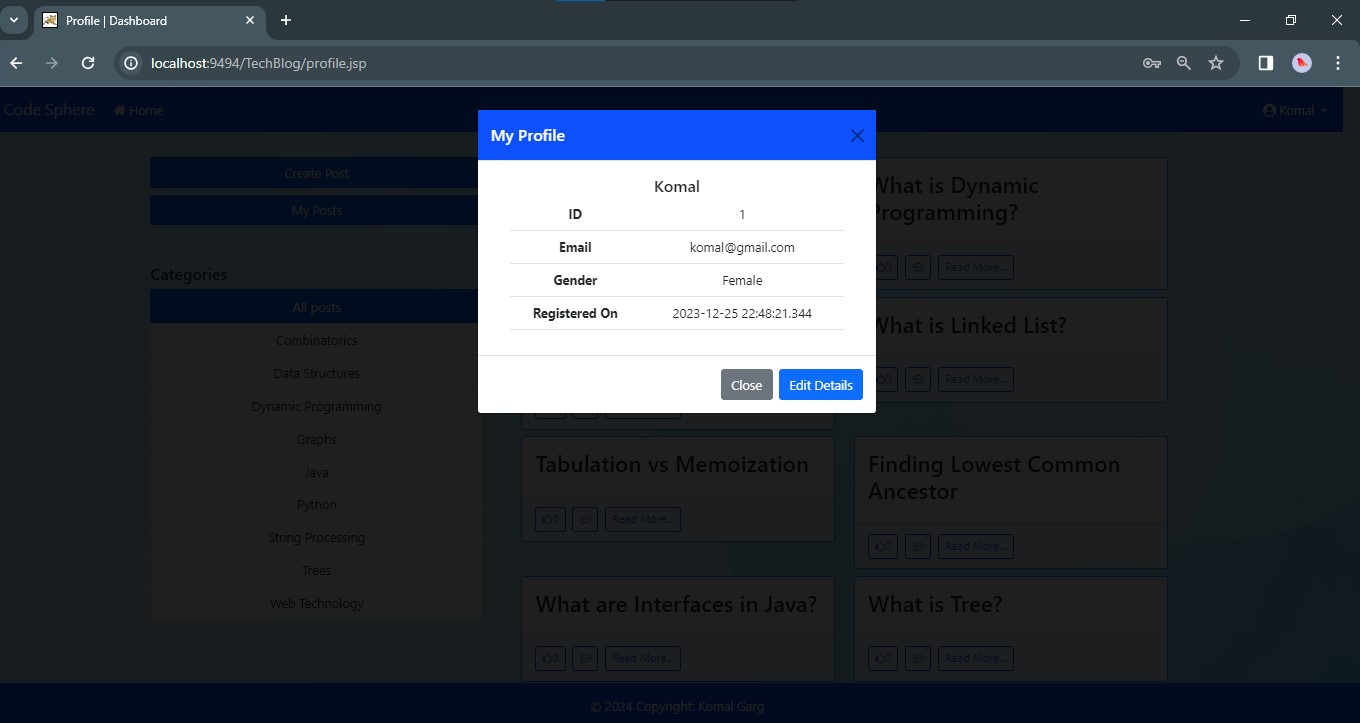 Profile | Dashboard
localhost:9494/TechBlog/profile.jsp
Code Sphere
Home
Komal
My Profile
Komal
ID 1
Email komal@gmail.com
Gender Female
Registered On 2023-12-25 22:48:21.344
Close
Edit Details
Create Post
My Posts
Categories
All posts
Combinatorics
Data Structures
Dynamic Programming
Graphs
Java
Python
String Processing
Trees
Web Technology
What is Dynamic
Programming?
0
Read More...
What is Linked List?
0
Read More...
Tabulation vs Memoization
0
Read More...
Finding Lowest Common
Ancestor
0
Read More...
What are Interfaces in Java?
0
Read More...
What is Tree?
0
Read More...
© 2024 Copyright: Komal Garg